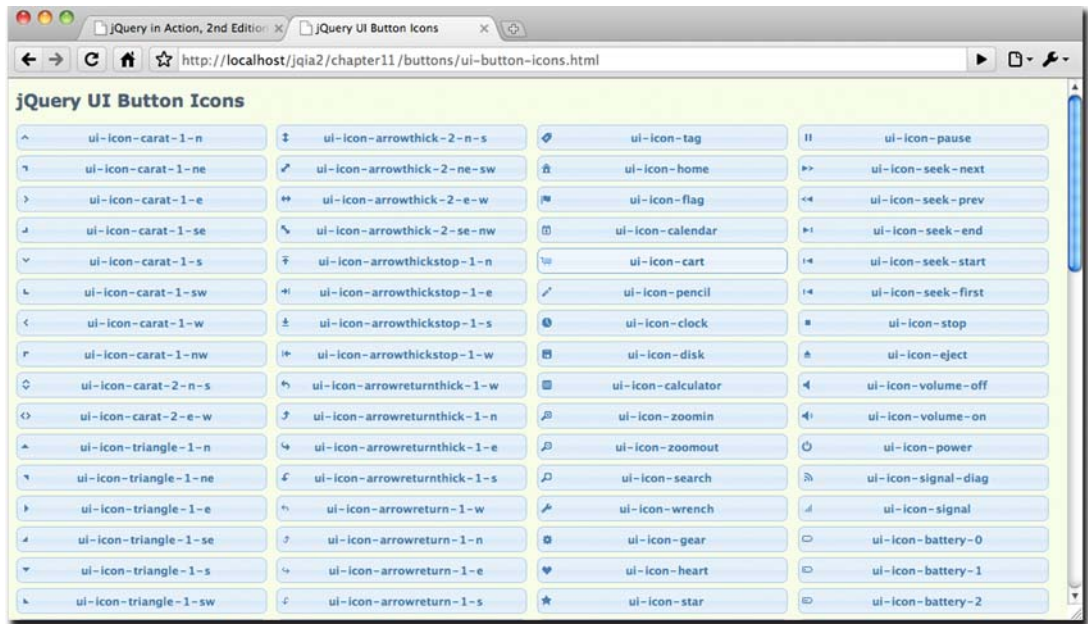 jQuery in Action, 2nd Edition
jQuery UI Button Icons
http://localhost/jqia2/chapter11/buttons/ui-button-icons.html
jQuery UI Button Icons
ui-icon-carat-1-n ui-icon-arrowthick-2-n-s ui-icon-tag ui-icon-pause
ui-icon-carat-1-ne ui-icon-arrowthick-2-ne-sw ui-icon-home ui-icon-seek-next
ui-icon-carat-1-e ui-icon-arrowthick-2-e-w ui-icon-flag ui-icon-seek-prev
ui-icon-carat-1-se ui-icon-arrowthick-2-se-nw ui-icon-calendar ui-icon-seek-end
ui-icon-carat-1-s ui-icon-arrowthickstop-1-n ui-icon-cart ui-icon-seek-start
ui-icon-carat-1-sw ui-icon-arrowthickstop-1-e ui-icon-pencil ui-icon-seek-first
ui-icon-carat-1-w ui-icon-arrowthickstop-1-s ui-icon-clock ui-icon-stop
ui-icon-carat-1-nw ui-icon-arrowthickstop-1-w ui-icon-disk ui-icon-eject
ui-icon-carat-2-n-s ui-icon-arrowreturnthick-1-w ui-icon-calculator ui-icon-volume-off
ui-icon-carat-2-e-w ui-icon-arrowreturnthick-1-n ui-icon-zoomin ui-icon-volume-on
ui-icon-triangle-1-n ui-icon-arrowreturnthick-1-e ui-icon-zoomout ui-icon-power
ui-icon-triangle-1-ne ui-icon-arrowreturnthick-1-s ui-icon-search ui-icon-signal-diag
ui-icon-triangle-1-e ui-icon-arrowreturn-1-w ui-icon-wrench ui-icon-signal
ui-icon-triangle-1-se ui-icon-arrowreturn-1-n ui-icon-gear ui-icon-battery-0
ui-icon-triangle-1-s ui-icon-arrowreturn-1-e ui-icon-heart ui-icon-battery-1
ui-icon-triangle-1-sw ui-icon-arrowreturn-1-s ui-icon-star ui-icon-battery-2